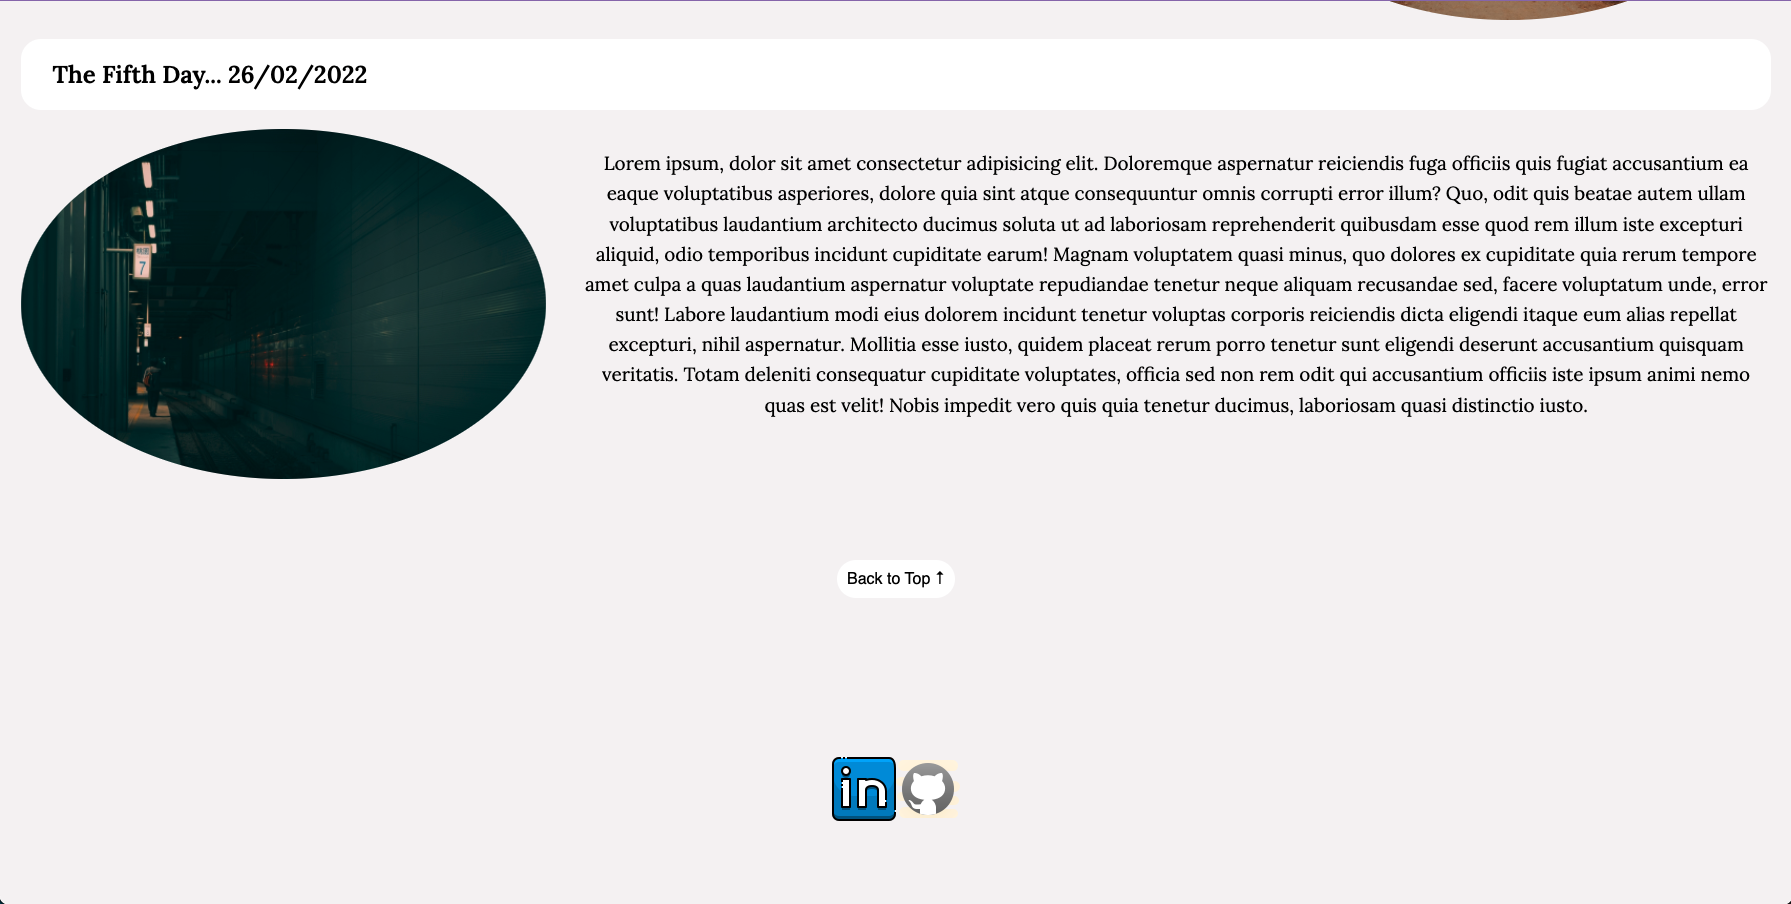 The Fifth Day... 26/02/2022
7
Lorem ipsum, dolor sit amet consectetur adipisicing elit. Doloremque aspernatur reiciendis fuga officiis quis fugiat accusantium ea
eaque voluptatibus asperiores, dolore quia sint atque consequuntur omnis corrupti error illum? Quo, odit quis beatae autem ullam
voluptatibus laudantium architecto ducimus soluta ut ad laboriosam reprehenderit quibusdam esse quod rem illum iste excepturi
aliquid, odio temporibus incidunt cupiditate earum! Magnam voluptatem quasi minus, quo dolores ex cupiditate quia rerum tempore
amet culpa a quas laudantium aspernatur voluptate repudiandae tenetur neque aliquam recusandae sed, facere voluptatum unde, error
sunt! Labore laudantium modi eius dolorem incidunt tenetur voluptas corporis reiciendis dicta eligendi itaque eum alias repellat
excepturi, nihil aspernatur. Mollitia esse iusto, quidem placeat rerum porro tenetur sunt eligendi deserunt accusantium quisquam
veritatis. Totam deleniti consequatur cupiditate voluptates, officia sed non rem odit qui accusantium officiis iste ipsum animi nemo
quas est velit! Nobis impedit vero quis quia tenetur ducimus, laboriosam quasi distinctio iusto.
Back to Top ↑
in